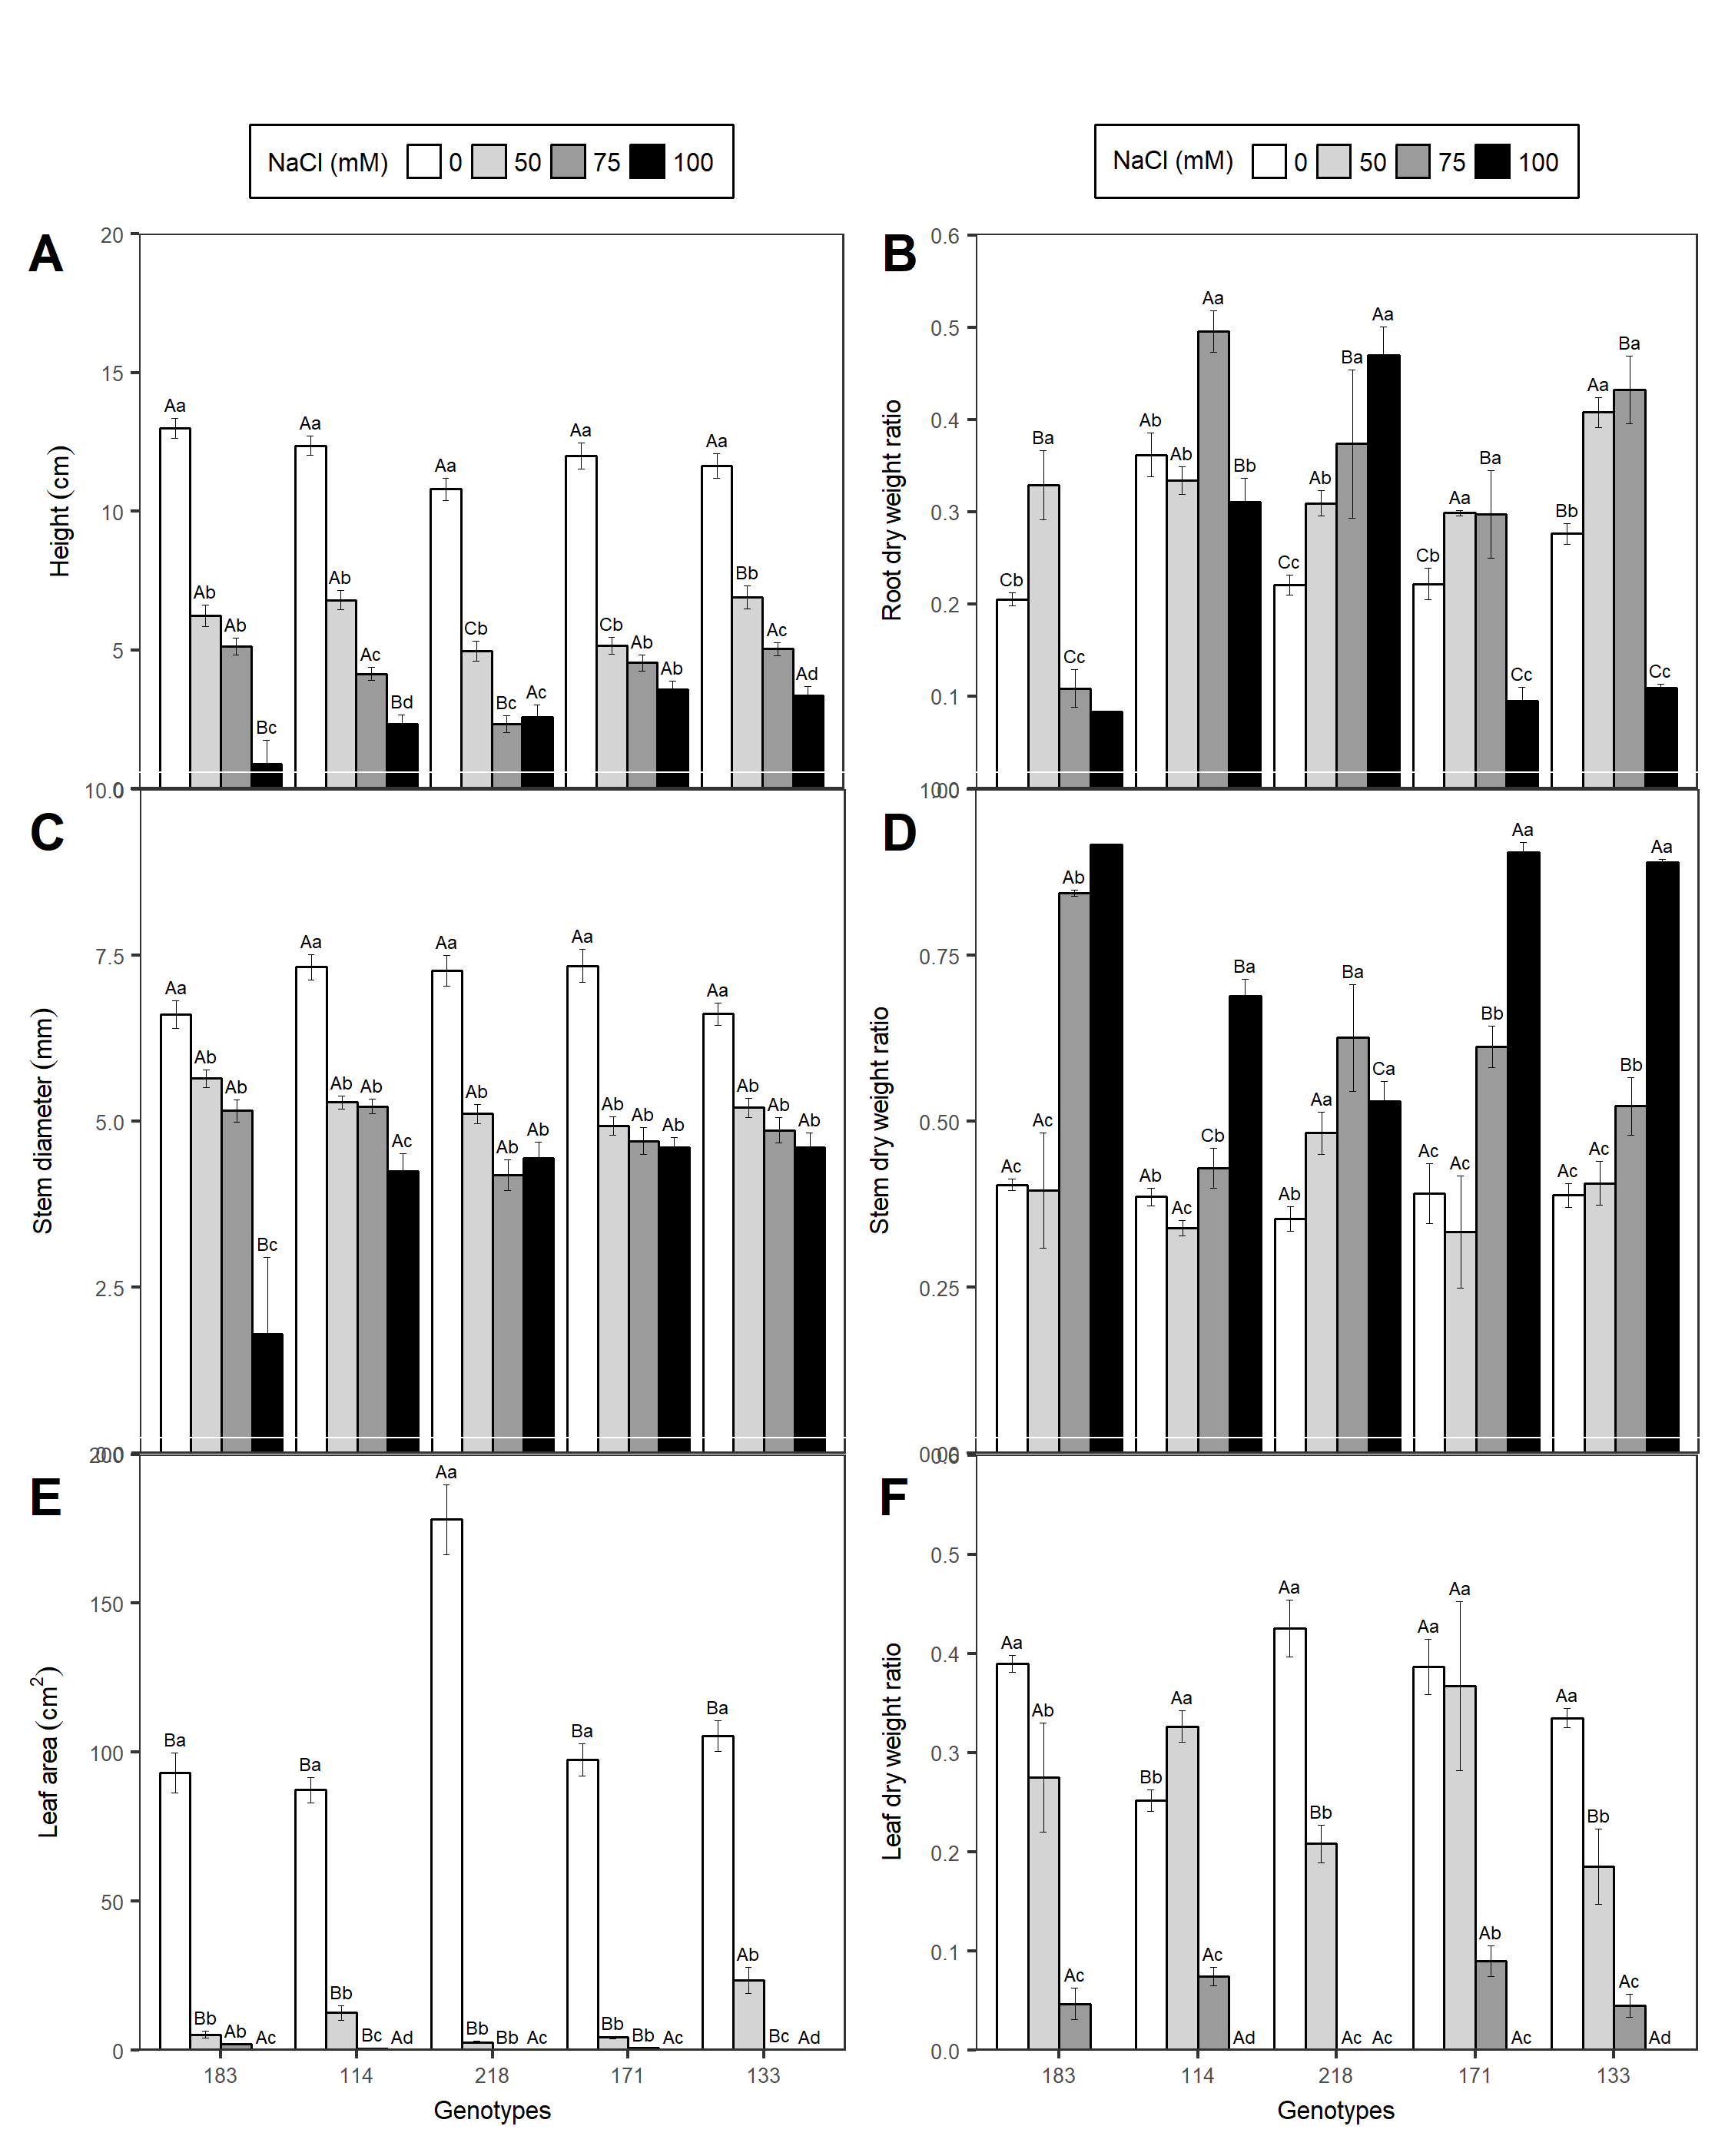 NaCl (mM) 0 50 75 100
NaCl (mM) 0 50 75 100
A
20
15
10
5
0
Height (cm)
Aa Ab Ab Bc
Aa Ab Ac Bd
Aa Cb Bc Ac
Aa Cb Ab Ab
Aa Bb Ac Ad
B
0.6
0.5
0.4
0.3
0.2
0.1
Root dry weight ratio
Cb Ba Cc
Ab Ab Aa Bb
Cc Ab Ba Aa
Cb Aa Ba Cc
Bb Aa Ba Cc
C
10.0
7.5
5.0
2.5
Stem diameter (mm)
Aa Ab Ab Bc
Aa Ab Ab Ac
Aa Ab Ab Ab
Aa Ab Ab Ab
Aa Ab Ab Ab
D
0.75
0.50
0.25
Stem dry weight ratio
Ac Ac Ab
Ab Ac Cb Ba
Ab Aa Ba Ca
Ac Ac Bb Aa
Ac Ac Bb Aa
E
200
150
100
50
0
Leaf area (cm²)
Ba Bb Ab Ac
Ba Bb Bc Ad
Aa Bb Bb Ac
Ba Bb Bb Ac
Ba Ab Bc Ad
183 114 218 171 133
Genotypes
F
0.5
0.4
0.3
0.2
0.1
0.0
Leaf dry weight ratio
Aa Ab Ac
Bb Aa Ac Ad
Aa Bb Ac Ac
Aa Aa Ab Ac
Aa Bb Ac Ad
183 114 218 171 133
Genotypes